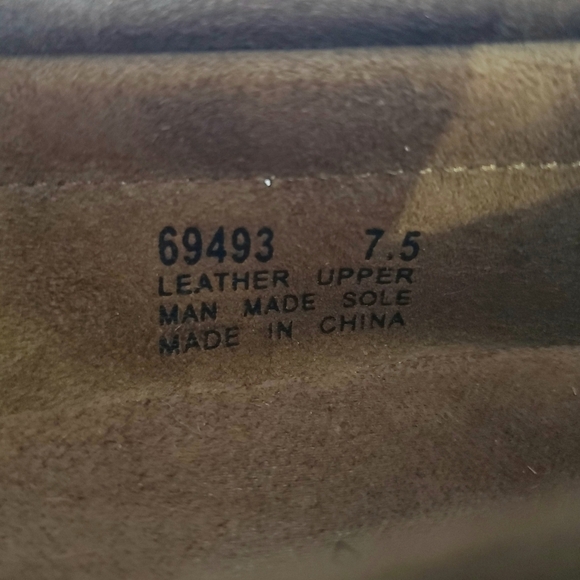 69493 7.5
LEATHER UPPER
MAN MADE SOLE
MADE IN CHINA